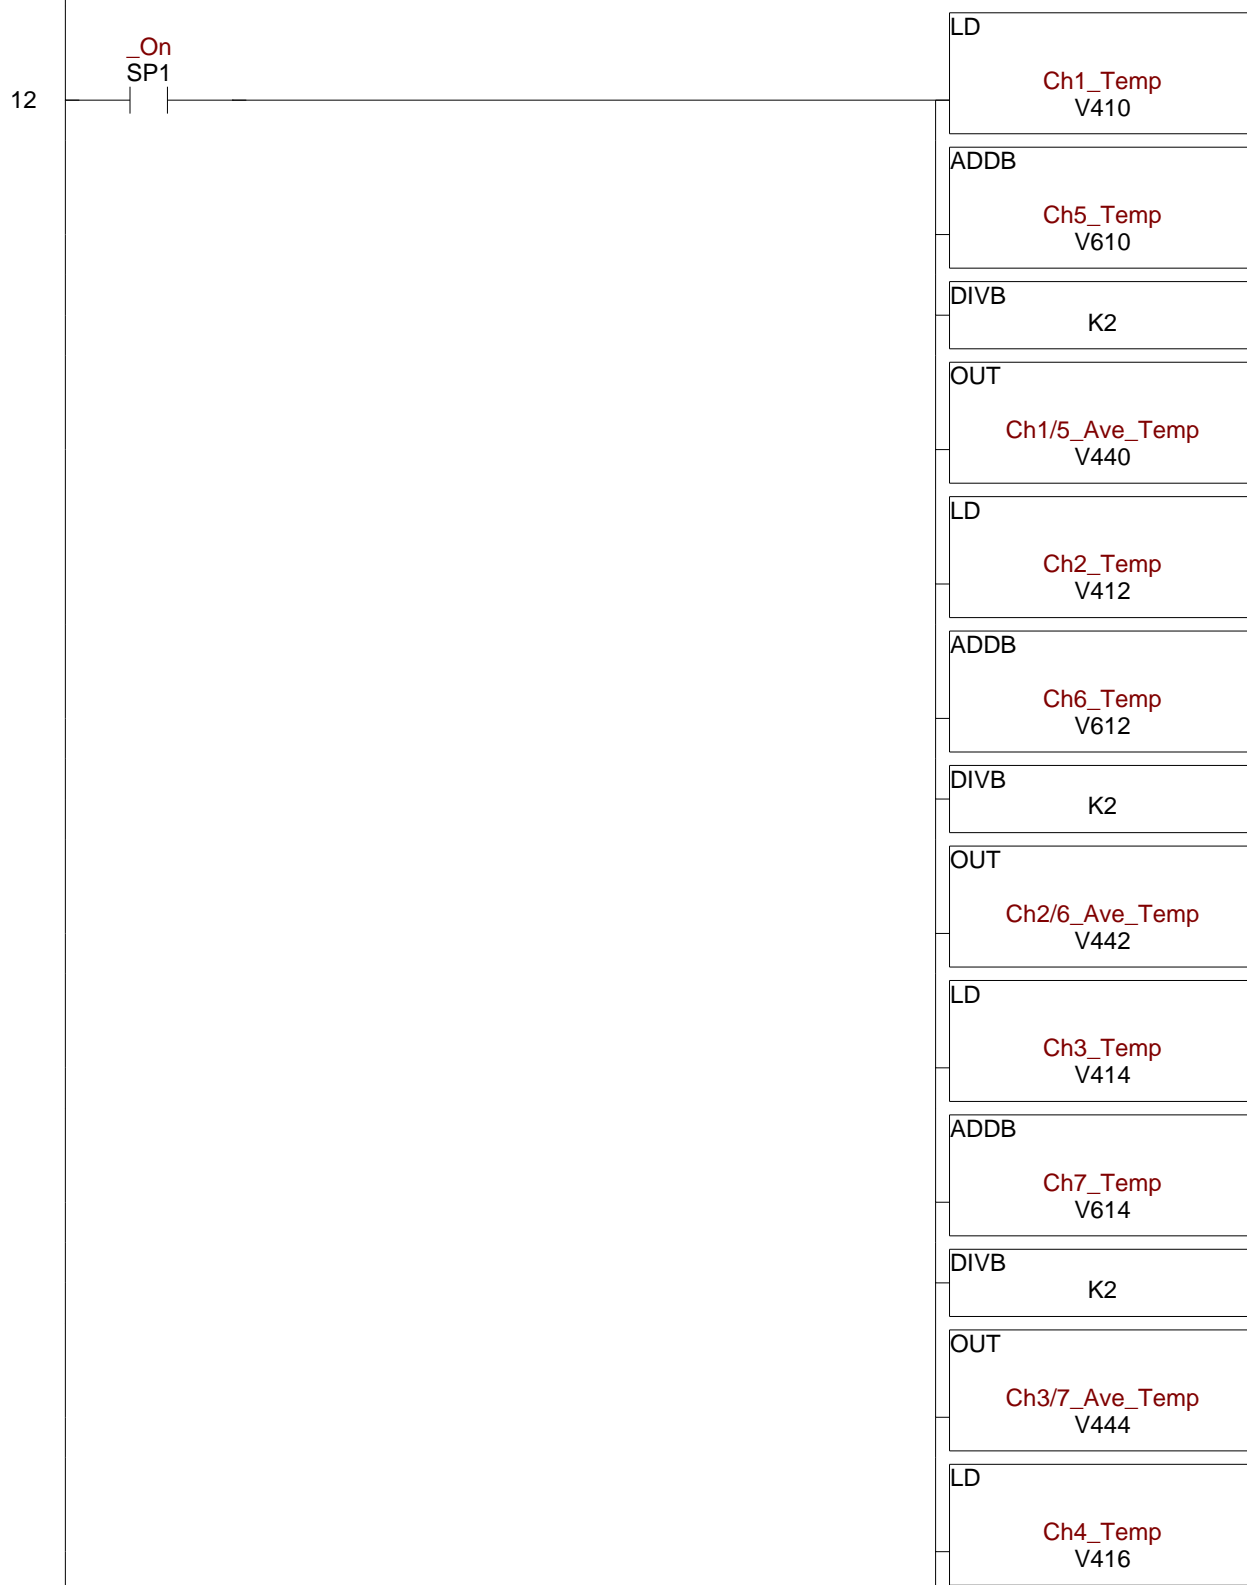 _On
SP1
12
LD
Ch1_Temp
V410
ADDB
Ch5_Temp
V610
DIVB
K2
OUT
Ch1/5_Ave_Temp
V440
LD
Ch2_Temp
V412
ADDB
Ch6_Temp
V612
DIVB
K2
OUT
Ch2/6_Ave_Temp
V442
LD
Ch3_Temp
V414
ADDB
Ch7_Temp
V614
DIVB
K2
OUT
Ch3/7_Ave_Temp
V444
LD
Ch4_Temp
V416